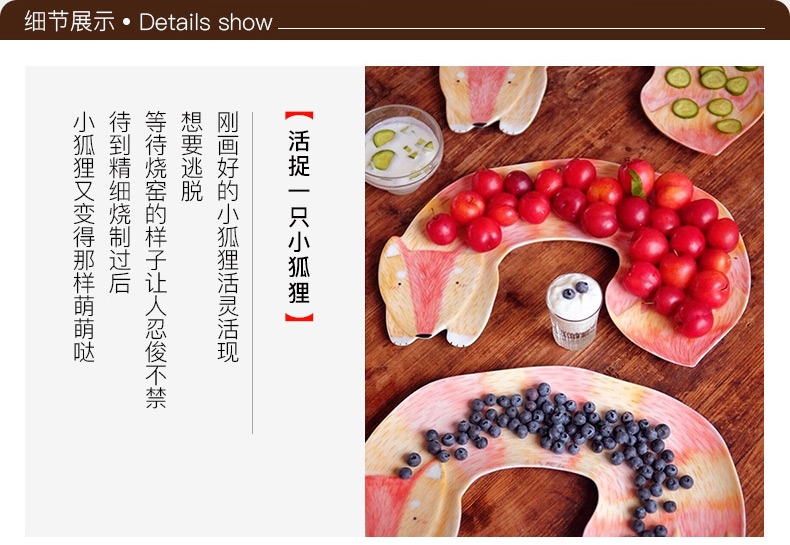 细节展示 • Details show
【活捉一只小狐狸】
刚画好的小狐狸活灵活现
想要逃脱
等待烧窑的样子让人忍俊不禁
待到精细烧制过后
小狐狸又变得那样萌萌哒